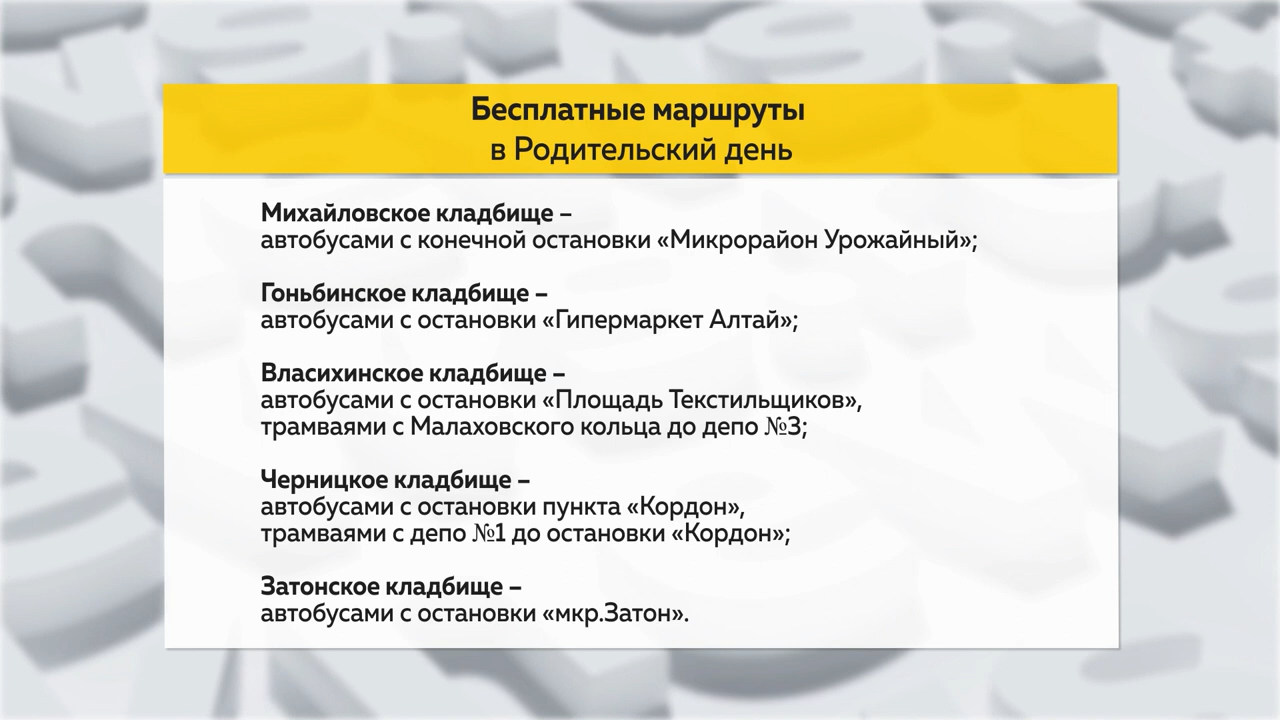 Бесплатные маршруты
в Родительский день
Михайловское кладбище –
автобусами с конечной остановки «Микрорайон Урожайный»;
Гоньбинское кладбище –
автобусами с остановки «Гипермаркет Алтай»;
Власихинское кладбище –
автобусами с остановки «Площадь Текстильщиков»,
трамваями с Малаховского кольца до депо №3;
Черницкое кладбище –
автобусами с остановки пункта «Кордон»,
трамваями с депо №1 до остановки «Кордон»;
Затонское кладбище –
автобусами с остановки «мкр.Затон».